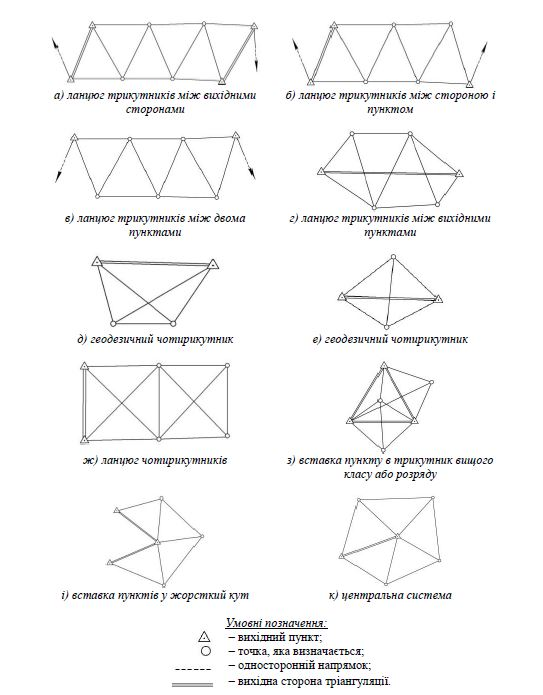 а) ланцюг трикутників між вихідними
сторонами
б) ланцюг трикутників між стороною і
пунктом
в) ланцюг трикутників між двома
пунктами
г) ланцюг трикутників між вихідними
пунктами
д) геодезичний чотирикутник
е) геодезичний чотирикутник
ж) ланцюг чотирикутників
з) вставка пункту в трикутник вищого
класу або розряду
і) вставка пунктів у жорсткий кут
к) центральна система
Умовні позначення:
– вихідний пункт;
– точка, яка визначається;
– односторонній напрямок;
– вихідна сторона тріангуляції.